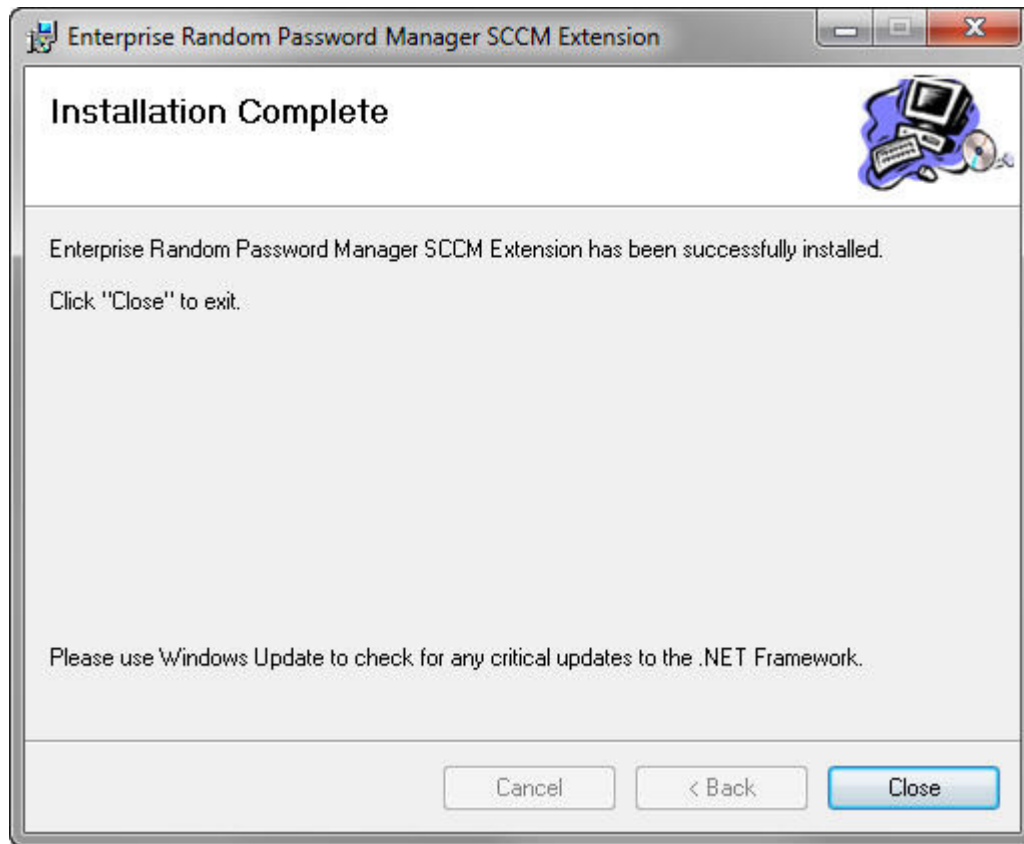 Enterprise Random Password Manager SCCM Extension
Installation Complete
Enterprise Random Password Manager SCCM Extension has been successfully installed.
Click "Close" to exit.
Please use Windows Update to check for any critical updates to the .NET Framework.
Cancel
< Back
Close